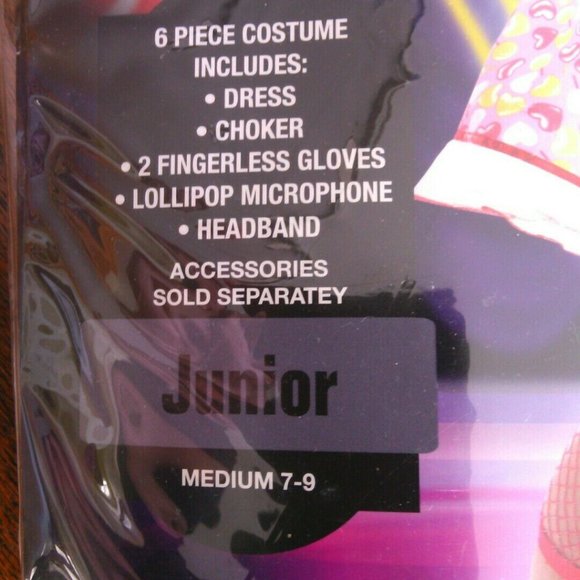 6 PIECE COSTUME
INCLUDES:
• DRESS
• CHOKER
• 2 FINGERLESS GLOVES
• LOLLIPOP MICROPHONE
• HEADBAND
ACCESSORIES
SOLD SEPARATEY
Junior
MEDIUM 7-9